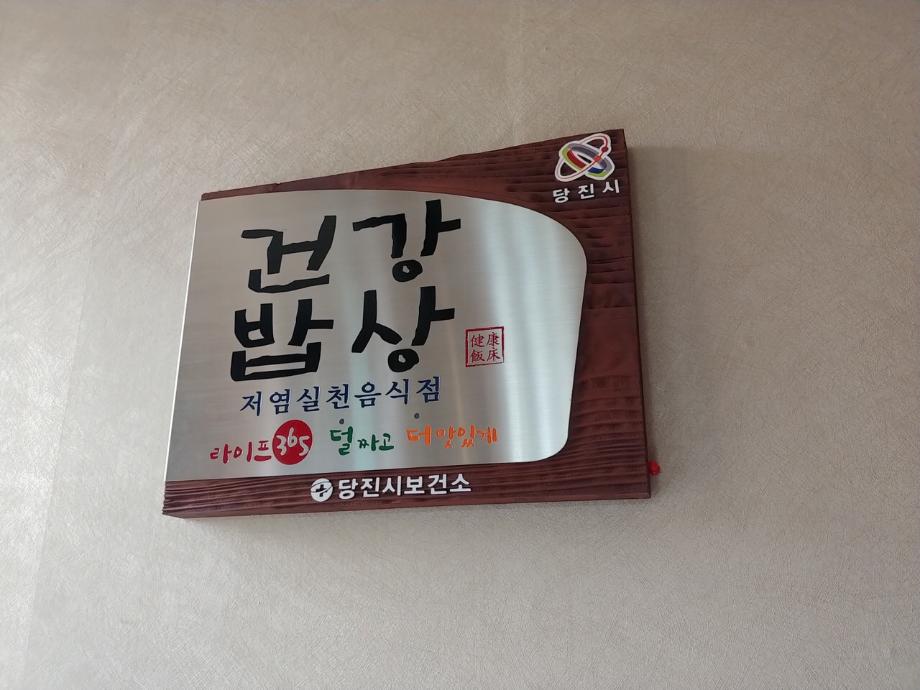 당진시
건강
밥상
健康
飯床
저염실천음식점
라이프365 덜 짜고 더 맛있게
당진시보건소